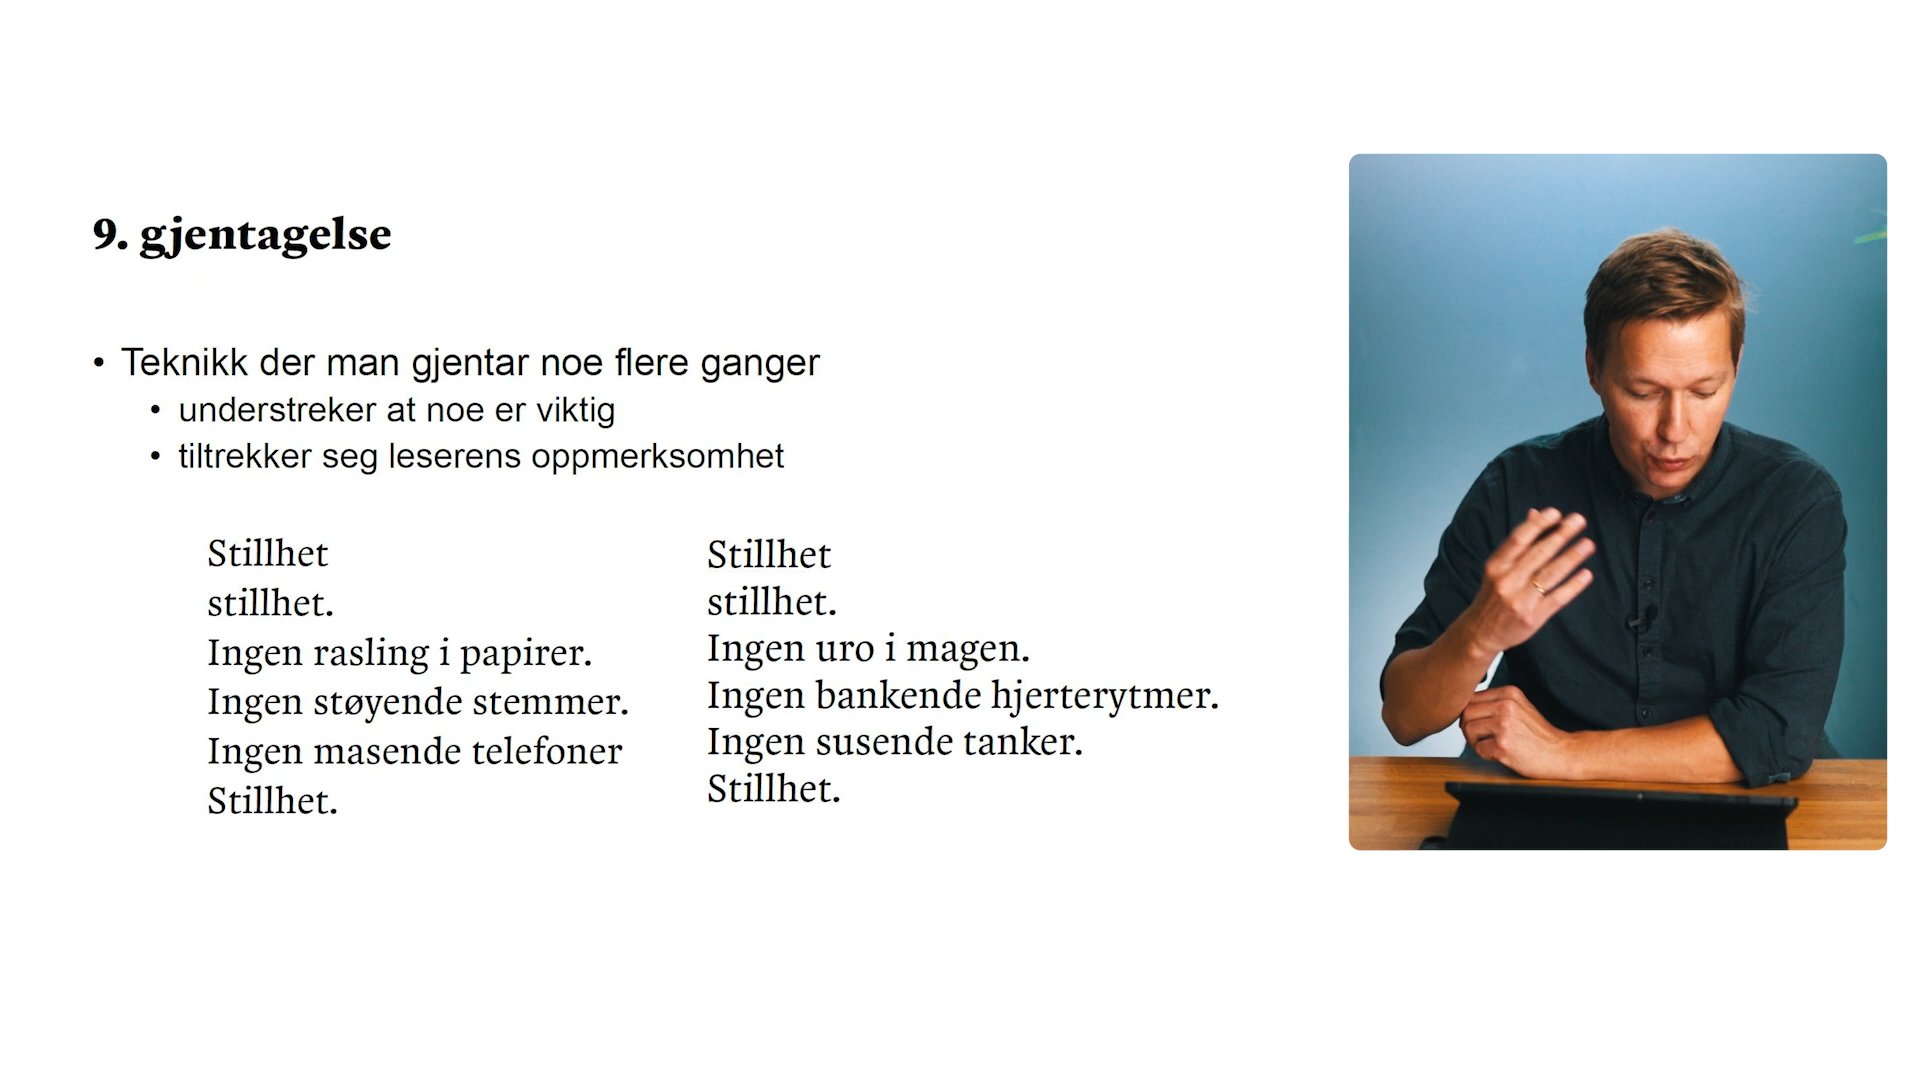 9. gjentagelse
• Teknikk der man gjentar noe flere ganger
• understreker at noe er viktig
• tiltrekker seg leserens oppmerksomhet
Stillhet
stillhet.
Ingen rasling i papirer.
Ingen støyende stemmer.
Ingen masende telefoner
Stillhet.
Stillhet
stillhet.
Ingen uro i magen.
Ingen bankende hjerterytmer.
Ingen susende tanker.
Stillhet.